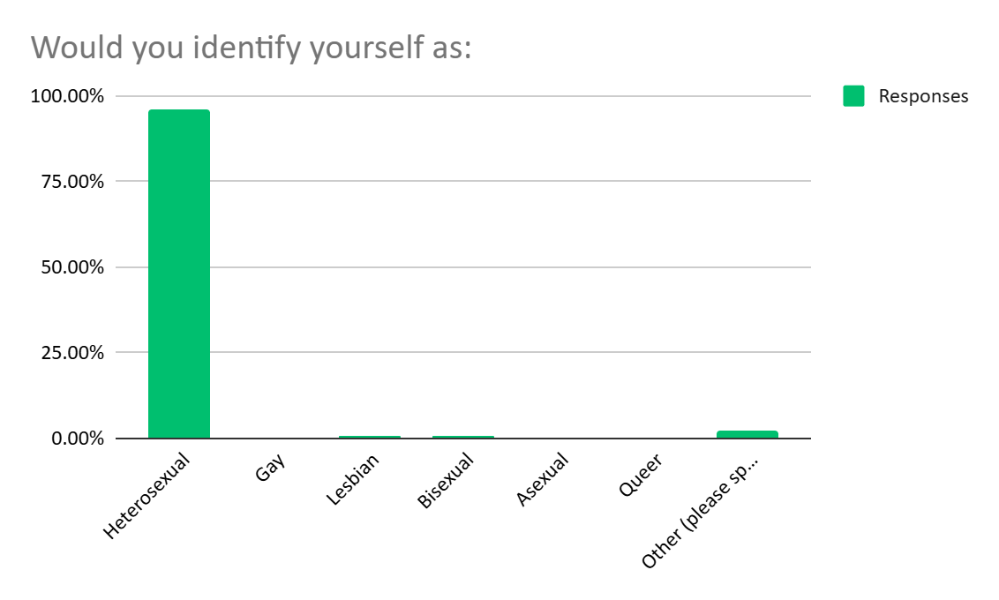 Would you identify yourself as:
100.00%
75.00%
50.00%
25.00%
0.00%
Responses
Heterosexual
Gay
Lesbian
Bisexual
Asexual
Queer
Other (please sp...